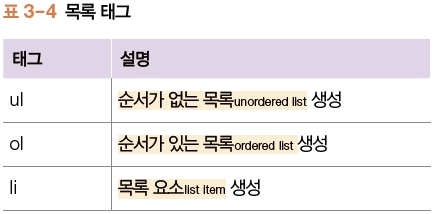 표 3-4 목록 태그
태그 설명
ul 순서가 없는 목록unordered list 생성
ol 순서가 있는 목록ordered list 생성
li 목록 요소list item 생성